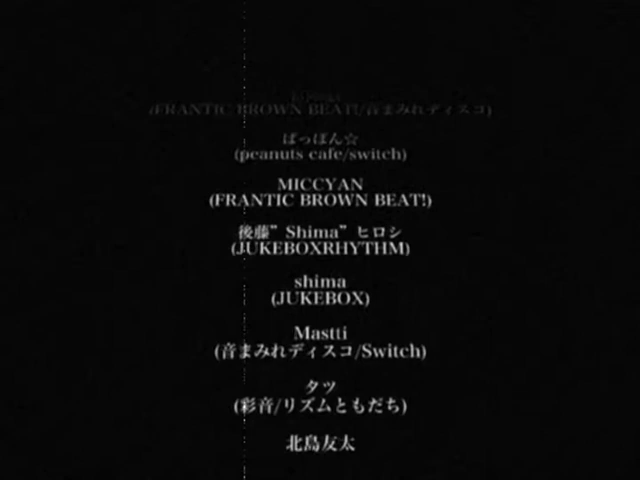 (FRANTIC BROWN BEAT!/音まみれディスコ)
ぱっぽん☆
(peanuts cafe/switch)
MICCYAN
(FRANTIC BROWN BEAT!)
後藤”Shima”ヒロシ
(JUKEBOXRHYTHM)
shima
(JUKEBOX)
Mastti
(音まみれディスコ/Switch)
タツ
(彩音/リズムともだち)
北島友太